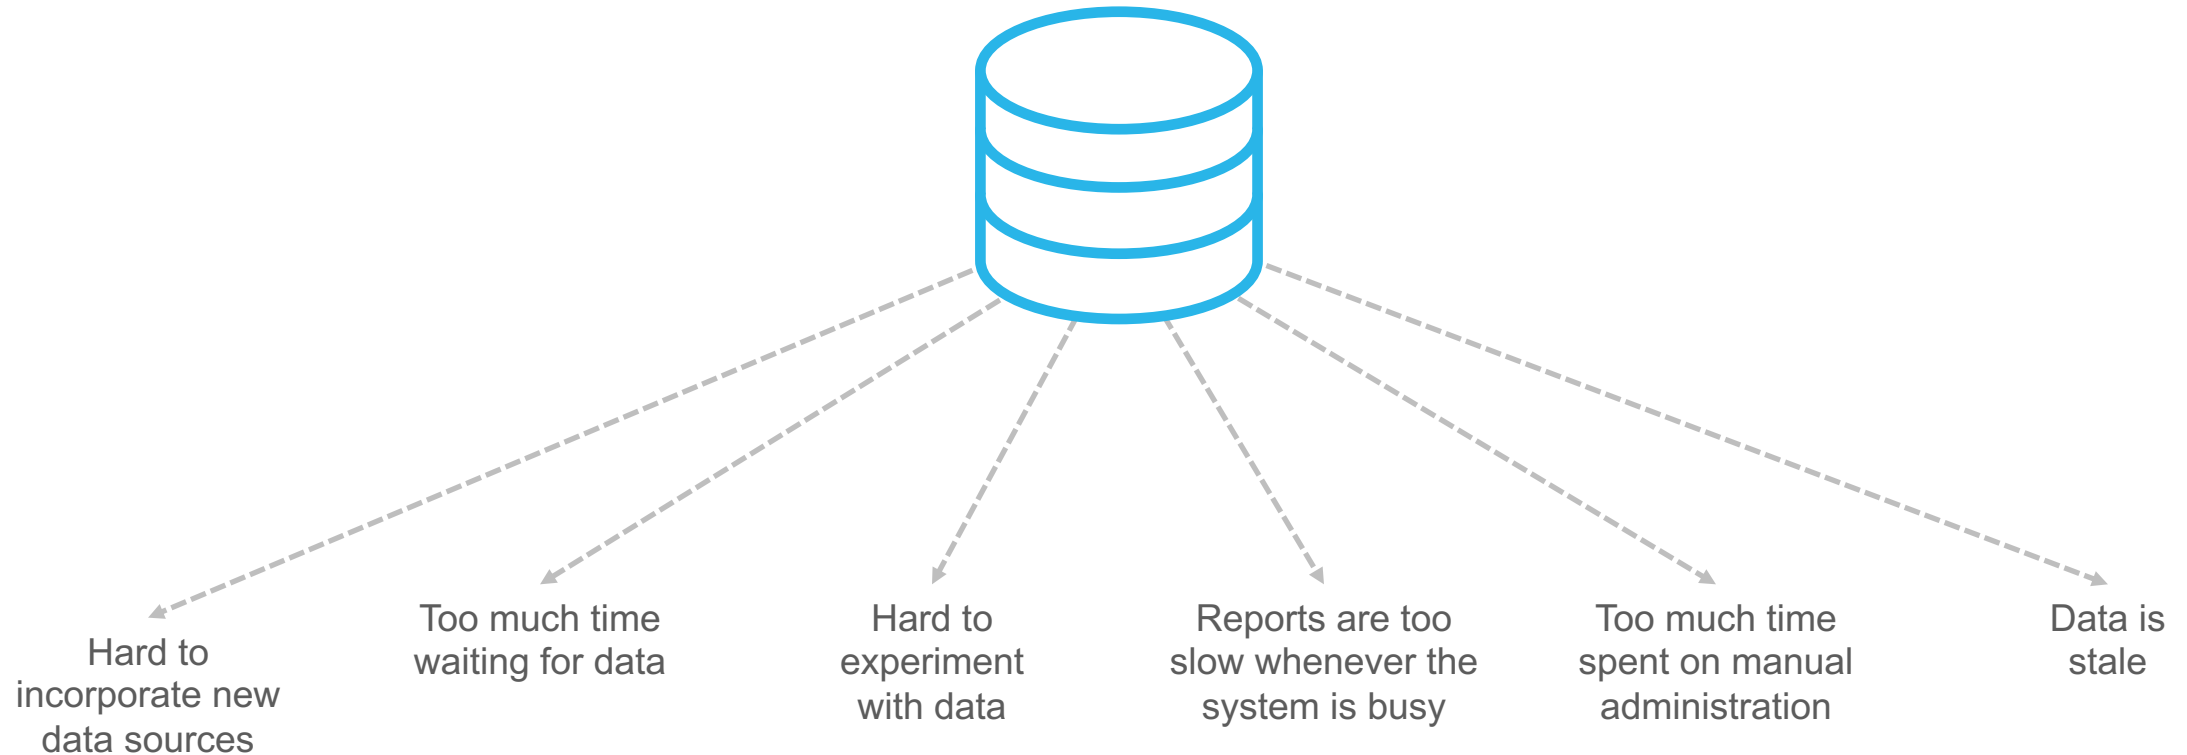 Hard to
incorporate new
data sources
Too much time
waiting for data
Hard to
experiment
with data
Reports are too
slow whenever the
system is busy
Too much time
spent on manual
administration
Data is
stale